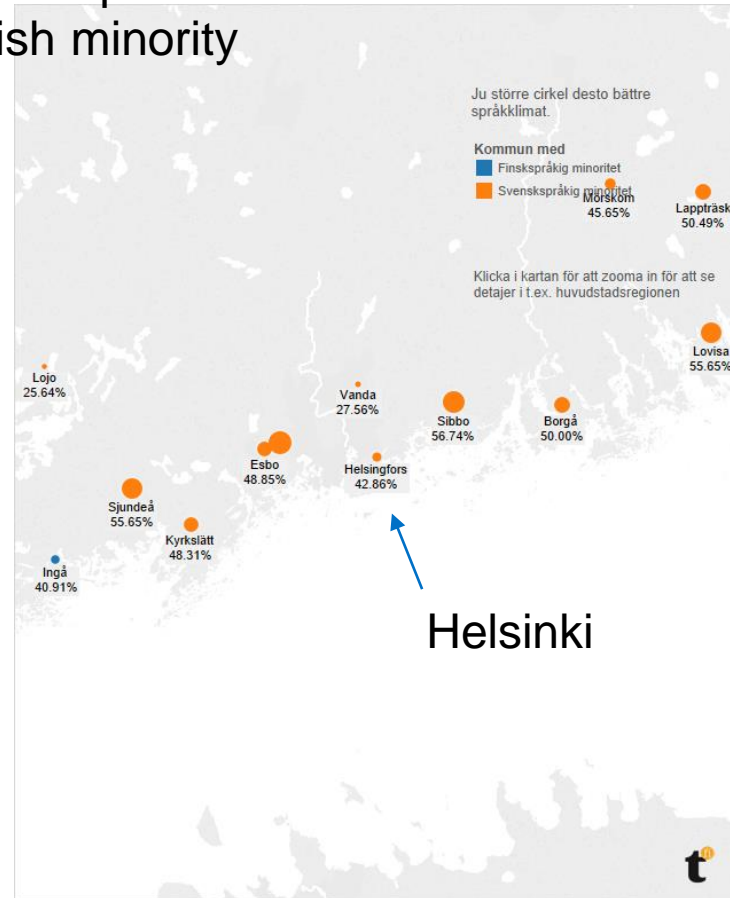 ish minority
Ju större cirkel desto bättre
språkklimat.
Kommun med
Finskspråkig minoritet
Svenskspråkig minoritet
Mörskom
45.65%
Lappträsk
50.49%
Klicka i kartan för att zooma in för att se
detajer i t.ex. huvudstadsregionen
Lovisa
55.65%
Lojo
25.64%
Vanda
27.56%
Sibbo
56.74%
Borgå
50.00%
Esbo
48.85%
Helsingfors
42.86%
Sjundeå
55.65%
Kyrkslätt
48.31%
Ingå
40.91%
Helsinki
t